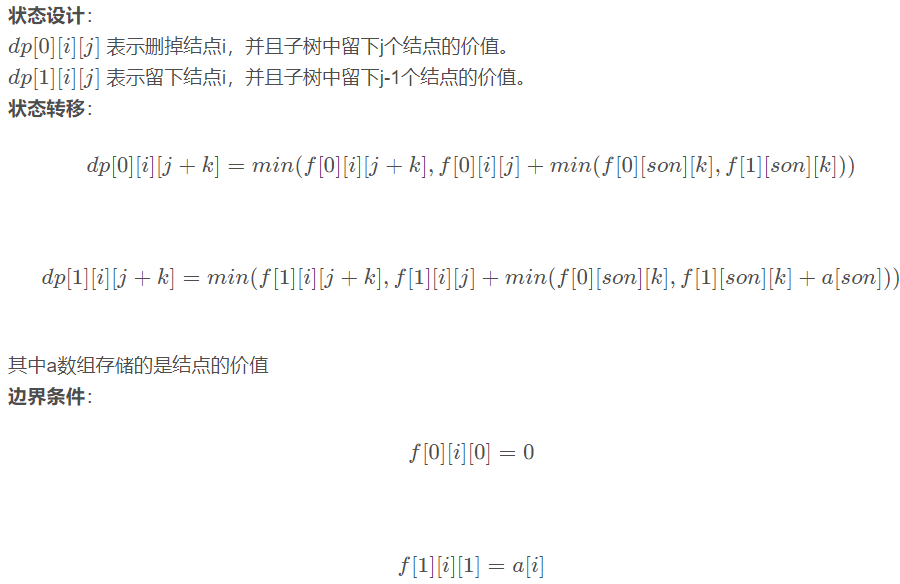 状态设计：
dp[0][i][j] 表示删掉结点i，并且子树中留下j个结点的价值。
dp[1][i][j] 表示留下结点i，并且子树中留下j-1个结点的价值。
状态转移：
dp[0][i][j + k] = min(f[0][i][j + k], f[0][i][j] + min(f[0][son][k], f[1][son][k]))
dp[1][i][j + k] = min(f[1][i][j + k], f[1][i][j] + min(f[0][son][k], f[1][son][k] + a[son]))
其中a数组存储的是结点的价值
边界条件：
f[0][i][0] = 0
f[1][i][1] = a[i]